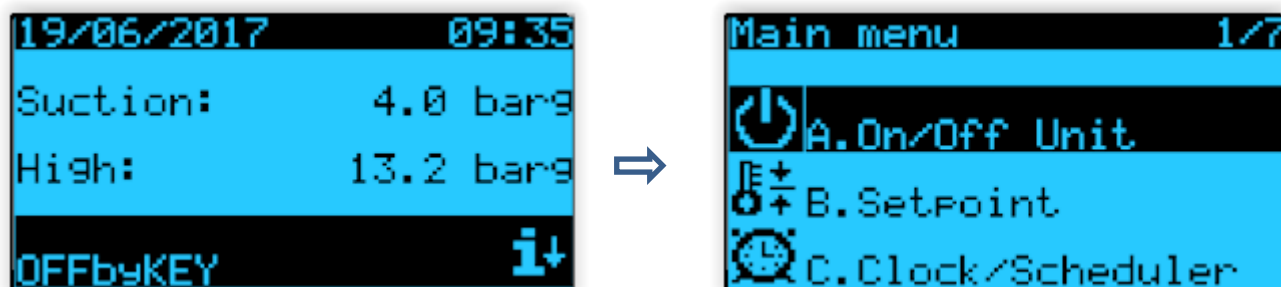 19/06/2017 09:35
Suction: 4.0 barg
High: 13.2 barg
OFFbyKEY i
Main menu 1/7
A.On/Off Unit
B.Setpoint
C.Clock/Scheduler